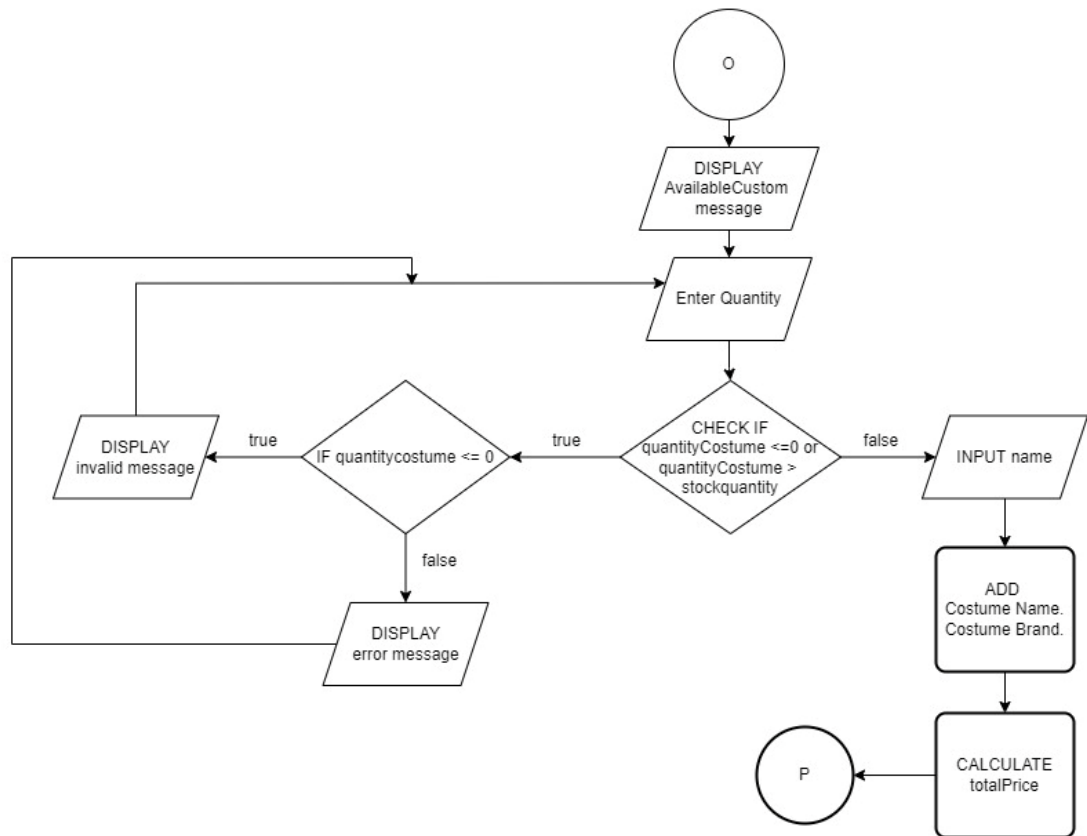 O
DISPLAY
AvailableCustom
message
Enter Quantity
CHECK IF
quantityCostume <=0 or
quantityCostume >
stockquantity
true
false
IF quantitycostume <= 0
true
DISPLAY
invalid message
false
DISPLAY
error message
INPUT name
ADD
Costume Name.
Costume Brand.
CALCULATE
totalPrice
P